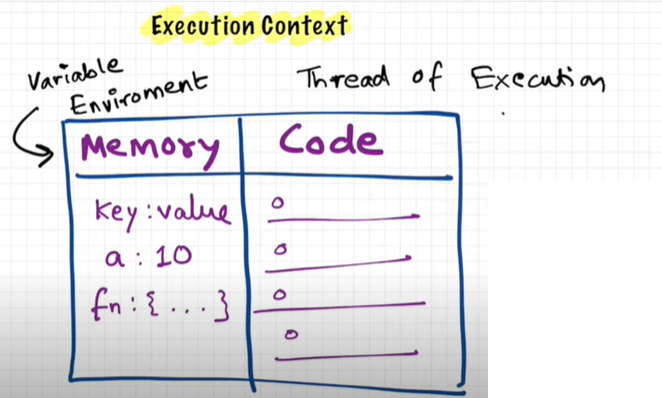 Execution Context
Variable
Enviroment
Thread of Execution
Memory
Code
key : value
a : 10
fn : { ... }